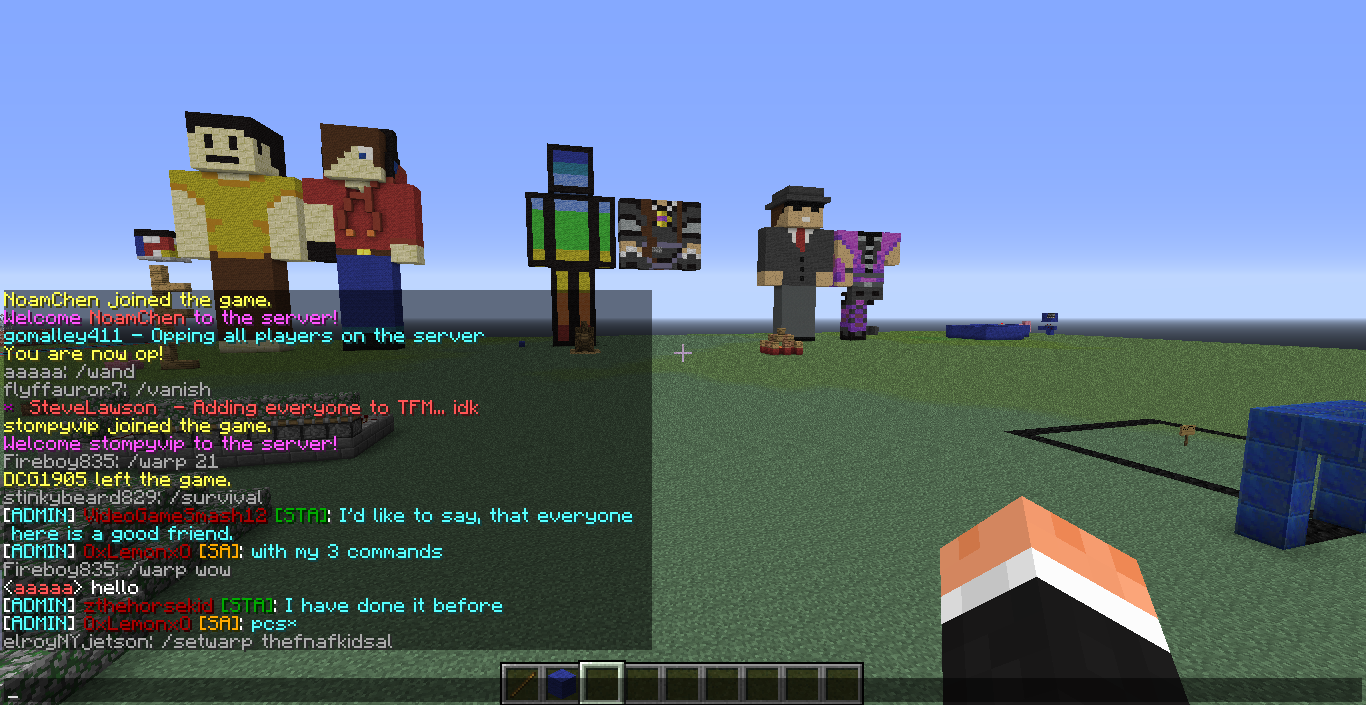 NoamChen joined the game.
Welcome NoamChen to the server!
gomalley411 - Opping all players on the server
You are now op!
aaaaa: /wand
flyffauror7: /vanish
* SteveLawson - Adding everyone to TFM... idk
stompyvip joined the game.
Welcome stompyvip to the server!
Fireboy835: /warp 21
DCG1905 left the game.
stinkybeard829: /survival
[ADMIN] VideoGameSmash12 [STA]: I'd like to say, that everyone
here is a good friend.
[ADMIN] 0xLemonx0 [SA]: with my 3 commands
Fireboy835: /warp wow
<aaaaa> hello
[ADMIN] zthehorsekid [STA]: I have done it before
[ADMIN] 0xLemonx0 [SA]: pcs*
elroyNYjetson: /setwarp thefnafkidsal
_